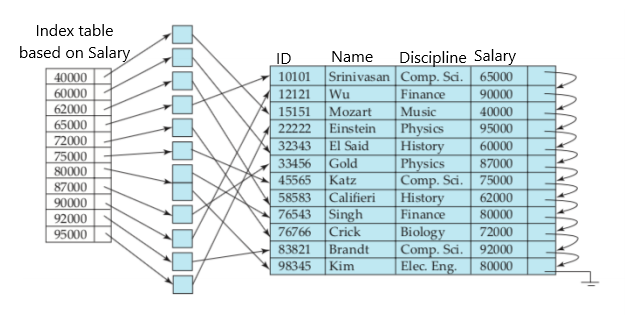 Index table
based on Salary
40000
60000
62000
65000
72000
75000
80000
87000
90000
92000
95000
ID Name Discipline Salary
10101 Srinivasan Comp. Sci. 65000
12121 Wu Finance 90000
15151 Mozart Music 40000
22222 Einstein Physics 95000
32343 El Said History 60000
33456 Gold Physics 87000
45565 Katz Comp. Sci. 75000
58583 Califieri History 62000
76543 Singh Finance 80000
76766 Crick Biology 72000
83821 Brandt Comp. Sci. 92000
98345 Kim Elec. Eng. 80000